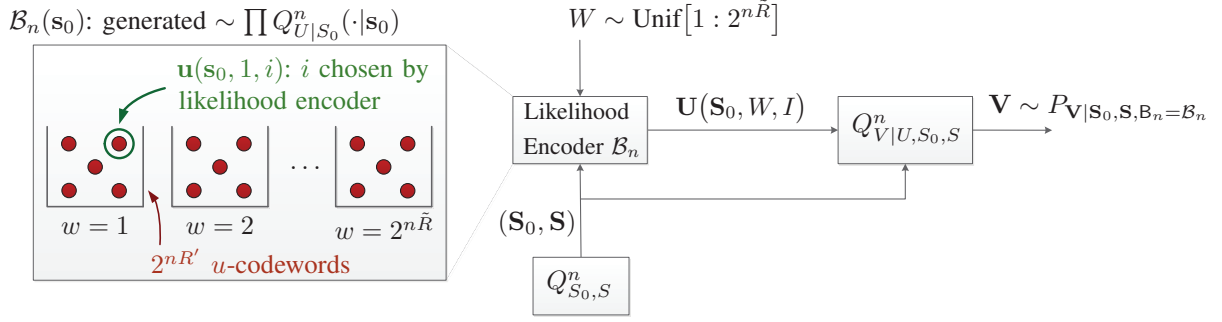 𝓑ₙ(𝐬₀): generated ∼ ∏ Qⁿ_{U|S₀}(·|𝐬₀)
W ∼ Unif[1 : 2^{nR̃}]
𝐮(𝐬₀, 1, i): i chosen by
likelihood encoder
· · ·
w = 1
w = 2
w = 2^{nR̃}
2^{nR′} u-codewords
Likelihood
Encoder 𝓑ₙ
𝐔(𝐒₀, W, I)
Qⁿ_{V|U,S₀,S}
𝐕 ∼ P_{𝐕|𝐒₀,𝐒,𝖡ₙ=𝓑ₙ}
(𝐒₀, 𝐒)
Qⁿ_{S₀,S}